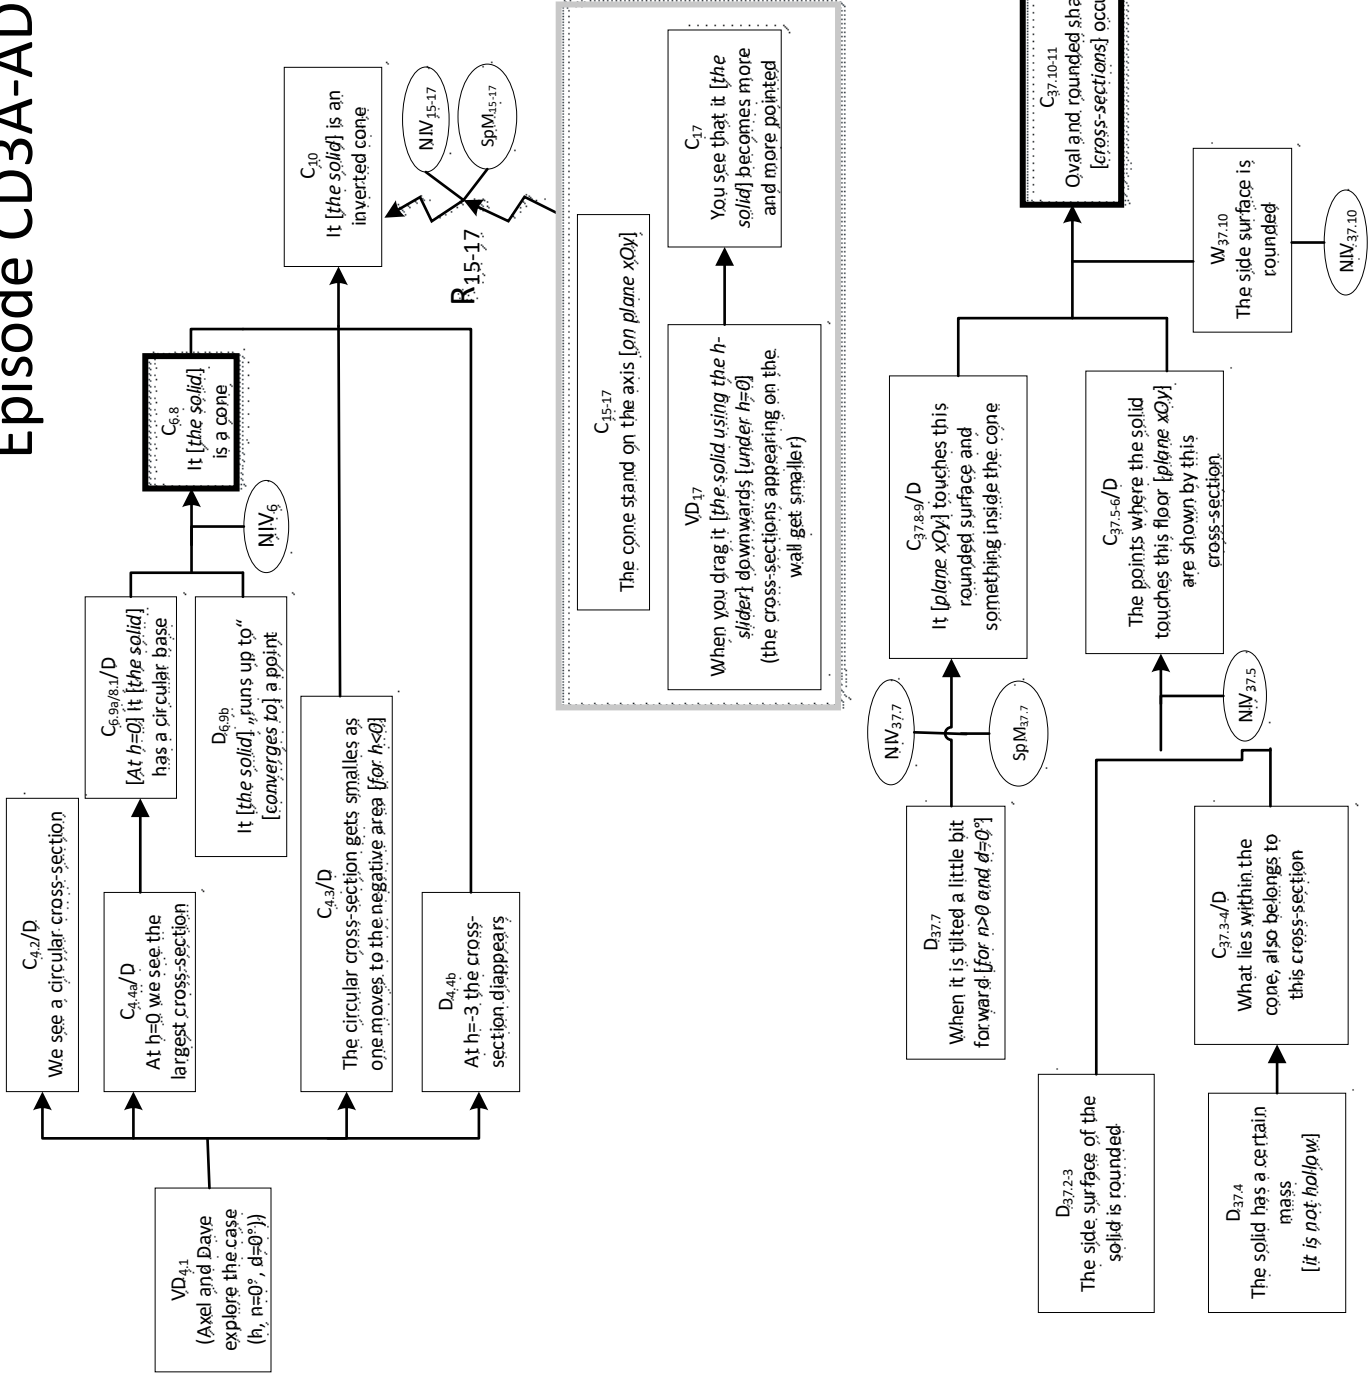 Episode CD3A-AD
VD4.1
(Axel and Dave
explore the case
(h, n=0°, d=0°))
C4.2/D
We see a circular cross-section
C4.4a/D
At h=0 we see the
largest cross-section
C4.3/D
The circular cross-section gets smalles as
one moves to the negative area [for h<0]
D4.4b
At h=-3 the cross-
section diappears
C6.9a/8.1/D
[At h=0] It [the solid]
has a circular base
D6.9b
It [the solid] „runs up to“
[converges to] a point
NIV6
C6.8
It [the solid]
is a cone
C10
It [the solid] is an
inverted cone
NIV15-17
SpM15-17
R15-17
C15-17
The cone stand on the axis [on plane xOy]
VD17
When you drag it [the solid using the h-
slider] downwards [under h=0]
(the cross-sections appearing on the
wall get smaller)
C17
You see that it [the
solid] becomes more
and more pointed
D37.7
When it is tilted a little bit
forward [for n>0 and d=0°]
NIV37.7
SpM37.7
C37.8-9/D
It [plane xOy] touches this
rounded surface and
something inside the cone
D37.2-3
The side surface of the
solid is rounded
D37.4
The solid has a certain
mass
[it is not hollow]
C37.3-4/D
What lies within the
cone, also belongs to
this cross-section
NIV37.5
C37.5-6/D
The points where the solid
touches this floor [plane xOy]
are shown by this
cross-section
W37.10
The side surface is
rounded
NIV37.10
C37.10-11
Oval and rounded sha
[cross-sections] occu